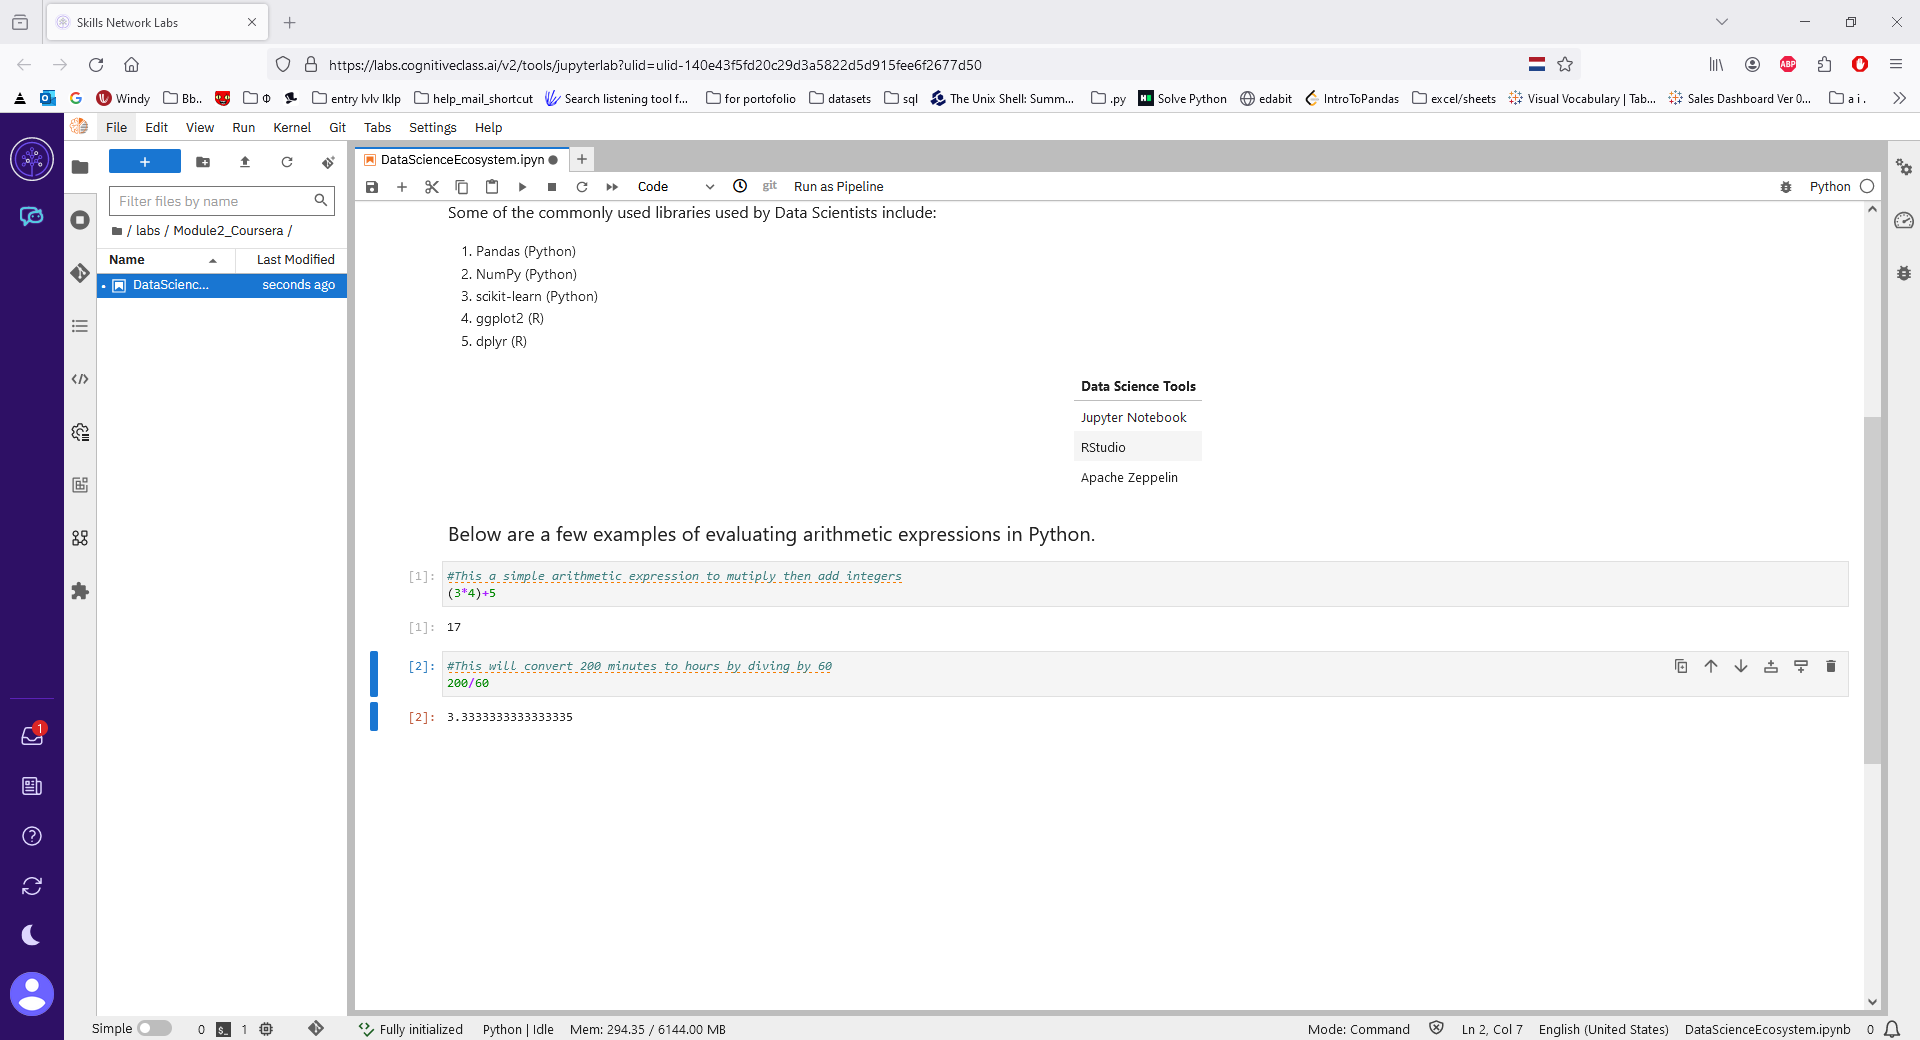 Skills Network Labs
https://labs.cognitiveclass.ai/v2/tools/jupyterlab?ulid=ulid-140e43f5fd20c29d3a5822d5d915fee6f2677d50
ABP
G Windy Bb.. Φ entry lvlv lklp help_mail_shortcut Search listening tool f... for portofolio datasets sql The Unix Shell: Summ... .py Solve Python edabit IntroToPandas excel/sheets Visual Vocabulary | Tab... Sales Dashboard Ver 0... a i .
File Edit View Run Kernel Git Tabs Settings Help
DataScienceEcosystem.ipyn
Code git Run as Pipeline Python
Filter files by name
/ labs / Module2_Coursera /
Name Last Modified
DataScienc... seconds ago
Some of the commonly used libraries used by Data Scientists include:
1. Pandas (Python)
2. NumPy (Python)
3. scikit-learn (Python)
4. ggplot2 (R)
5. dplyr (R)
Data Science Tools
Jupyter Notebook
RStudio
Apache Zeppelin
Below are a few examples of evaluating arithmetic expressions in Python.
[1]: #This a simple arithmetic expression to mutiply then add integers
(3*4)+5
[1]: 17
[2]: #This will convert 200 minutes to hours by diving by 60
200/60
[2]: 3.3333333333333335
1
Simple 0 1 Fully initialized Python | Idle Mem: 294.35 / 6144.00 MB Mode: Command Ln 2, Col 7 English (United States) DataScienceEcosystem.ipynb 0